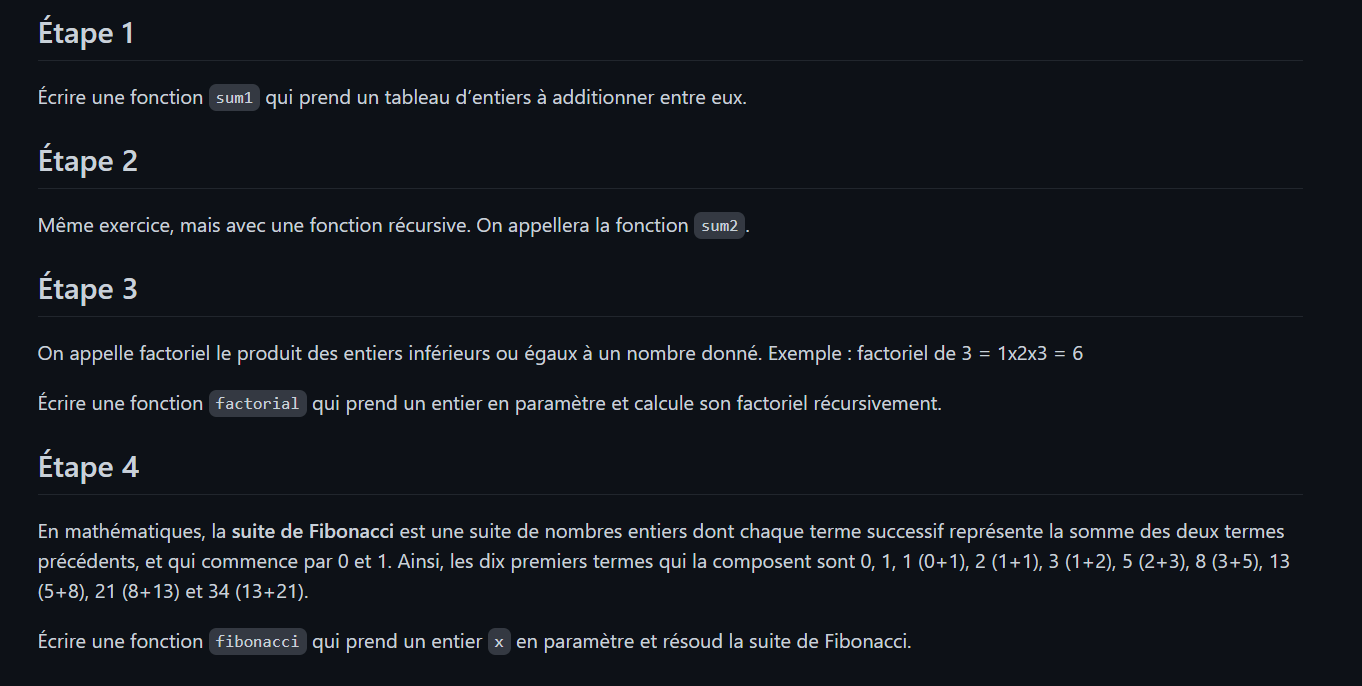 Étape 1
Écrire une fonction sum1 qui prend un tableau d’entiers à additionner entre eux.
Étape 2
Même exercice, mais avec une fonction récursive. On appellera la fonction sum2.
Étape 3
On appelle factoriel le produit des entiers inférieurs ou égaux à un nombre donné. Exemple : factoriel de 3 = 1x2x3 = 6
Écrire une fonction factorial qui prend un entier en paramètre et calcule son factoriel récursivement.
Étape 4
En mathématiques, la suite de Fibonacci est une suite de nombres entiers dont chaque terme successif représente la somme des deux termes
précédents, et qui commence par 0 et 1. Ainsi, les dix premiers termes qui la composent sont 0, 1, 1 (0+1), 2 (1+1), 3 (1+2), 5 (2+3), 8 (3+5), 13
(5+8), 21 (8+13) et 34 (13+21).
Écrire une fonction fibonacci qui prend un entier x en paramètre et résoud la suite de Fibonacci.